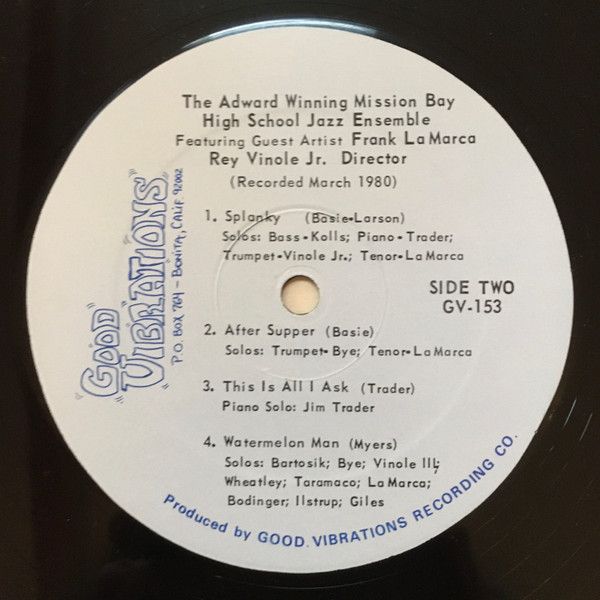 The Adward Winning Mission Bay
High School Jazz Ensemble
Featuring Guest Artist Frank LaMarca
Rey Vinole Jr. Director
(Recorded March 1980)
1. Splanky (Basie-Larson)
Solos: Bass-Kolls; Piano-Trader;
Trumpet-Vinole Jr.; Tenor-LaMarca
GOOD VIBRATIONS
P.O. BOX 764 - BONITA, CALIF. 92002
SIDE TWO
GV-153
2. After Supper (Basie)
Solos: Trumpet-Bye; Tenor-LaMarca
3. This Is All I Ask (Trader)
Piano Solo: Jim Trader
4. Watermelon Man (Myers)
Solos: Bartosik; Bye; Vinole III;
Wheatley; Taramaco; LaMarca;
Bodinger; Ilstrup; Giles
Produced by GOOD VIBRATIONS RECORDING CO.